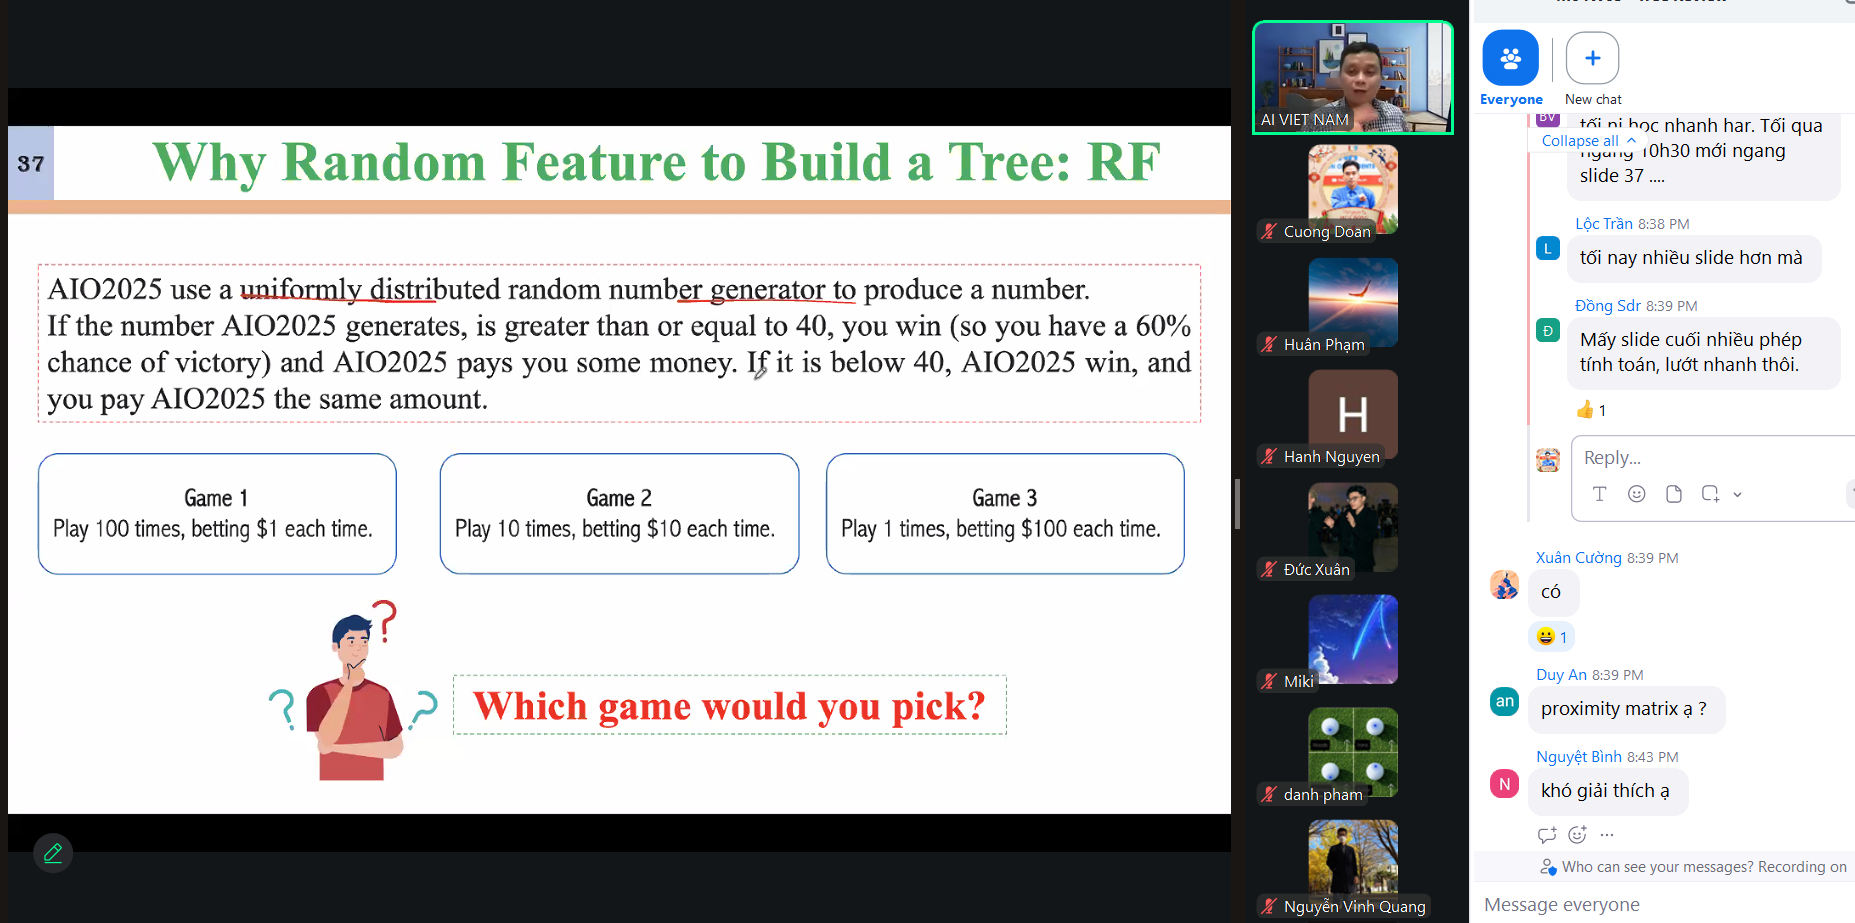 37
Why Random Feature to Build a Tree: RF
AIO2025 use a uniformly distributed random number generator to produce a number.
If the number AIO2025 generates, is greater than or equal to 40, you win (so you have a 60%
chance of victory) and AIO2025 pays you some money. If it is below 40, AIO2025 win, and
you pay AIO2025 the same amount.
Game 1
Play 100 times, betting $1 each time.
Game 2
Play 10 times, betting $10 each time.
Game 3
Play 1 times, betting $100 each time.
Which game would you pick?
AI VIET NAM
Cuong Doan
Huân Phạm
H
Hanh Nguyen
Đức Xuân
Miki
danh pham
Nguyễn Vinh Quang
Everyone
New chat
BV
Collapse all
ngang 10h30 mới ngang
slide 37 ....
Lộc Trần 8:38 PM
L
tối nay nhiều slide hơn mà
Đồng Sdr 8:39 PM
Đ
Mấy slide cuối nhiều phép
tính toán, lướt nhanh thôi.
1
Reply...
Xuân Cường 8:39 PM
có
1
Duy An 8:39 PM
an
proximity matrix ạ ?
Nguyệt Bình 8:43 PM
N
khó giải thích ạ
Who can see your messages? Recording on
Message everyone